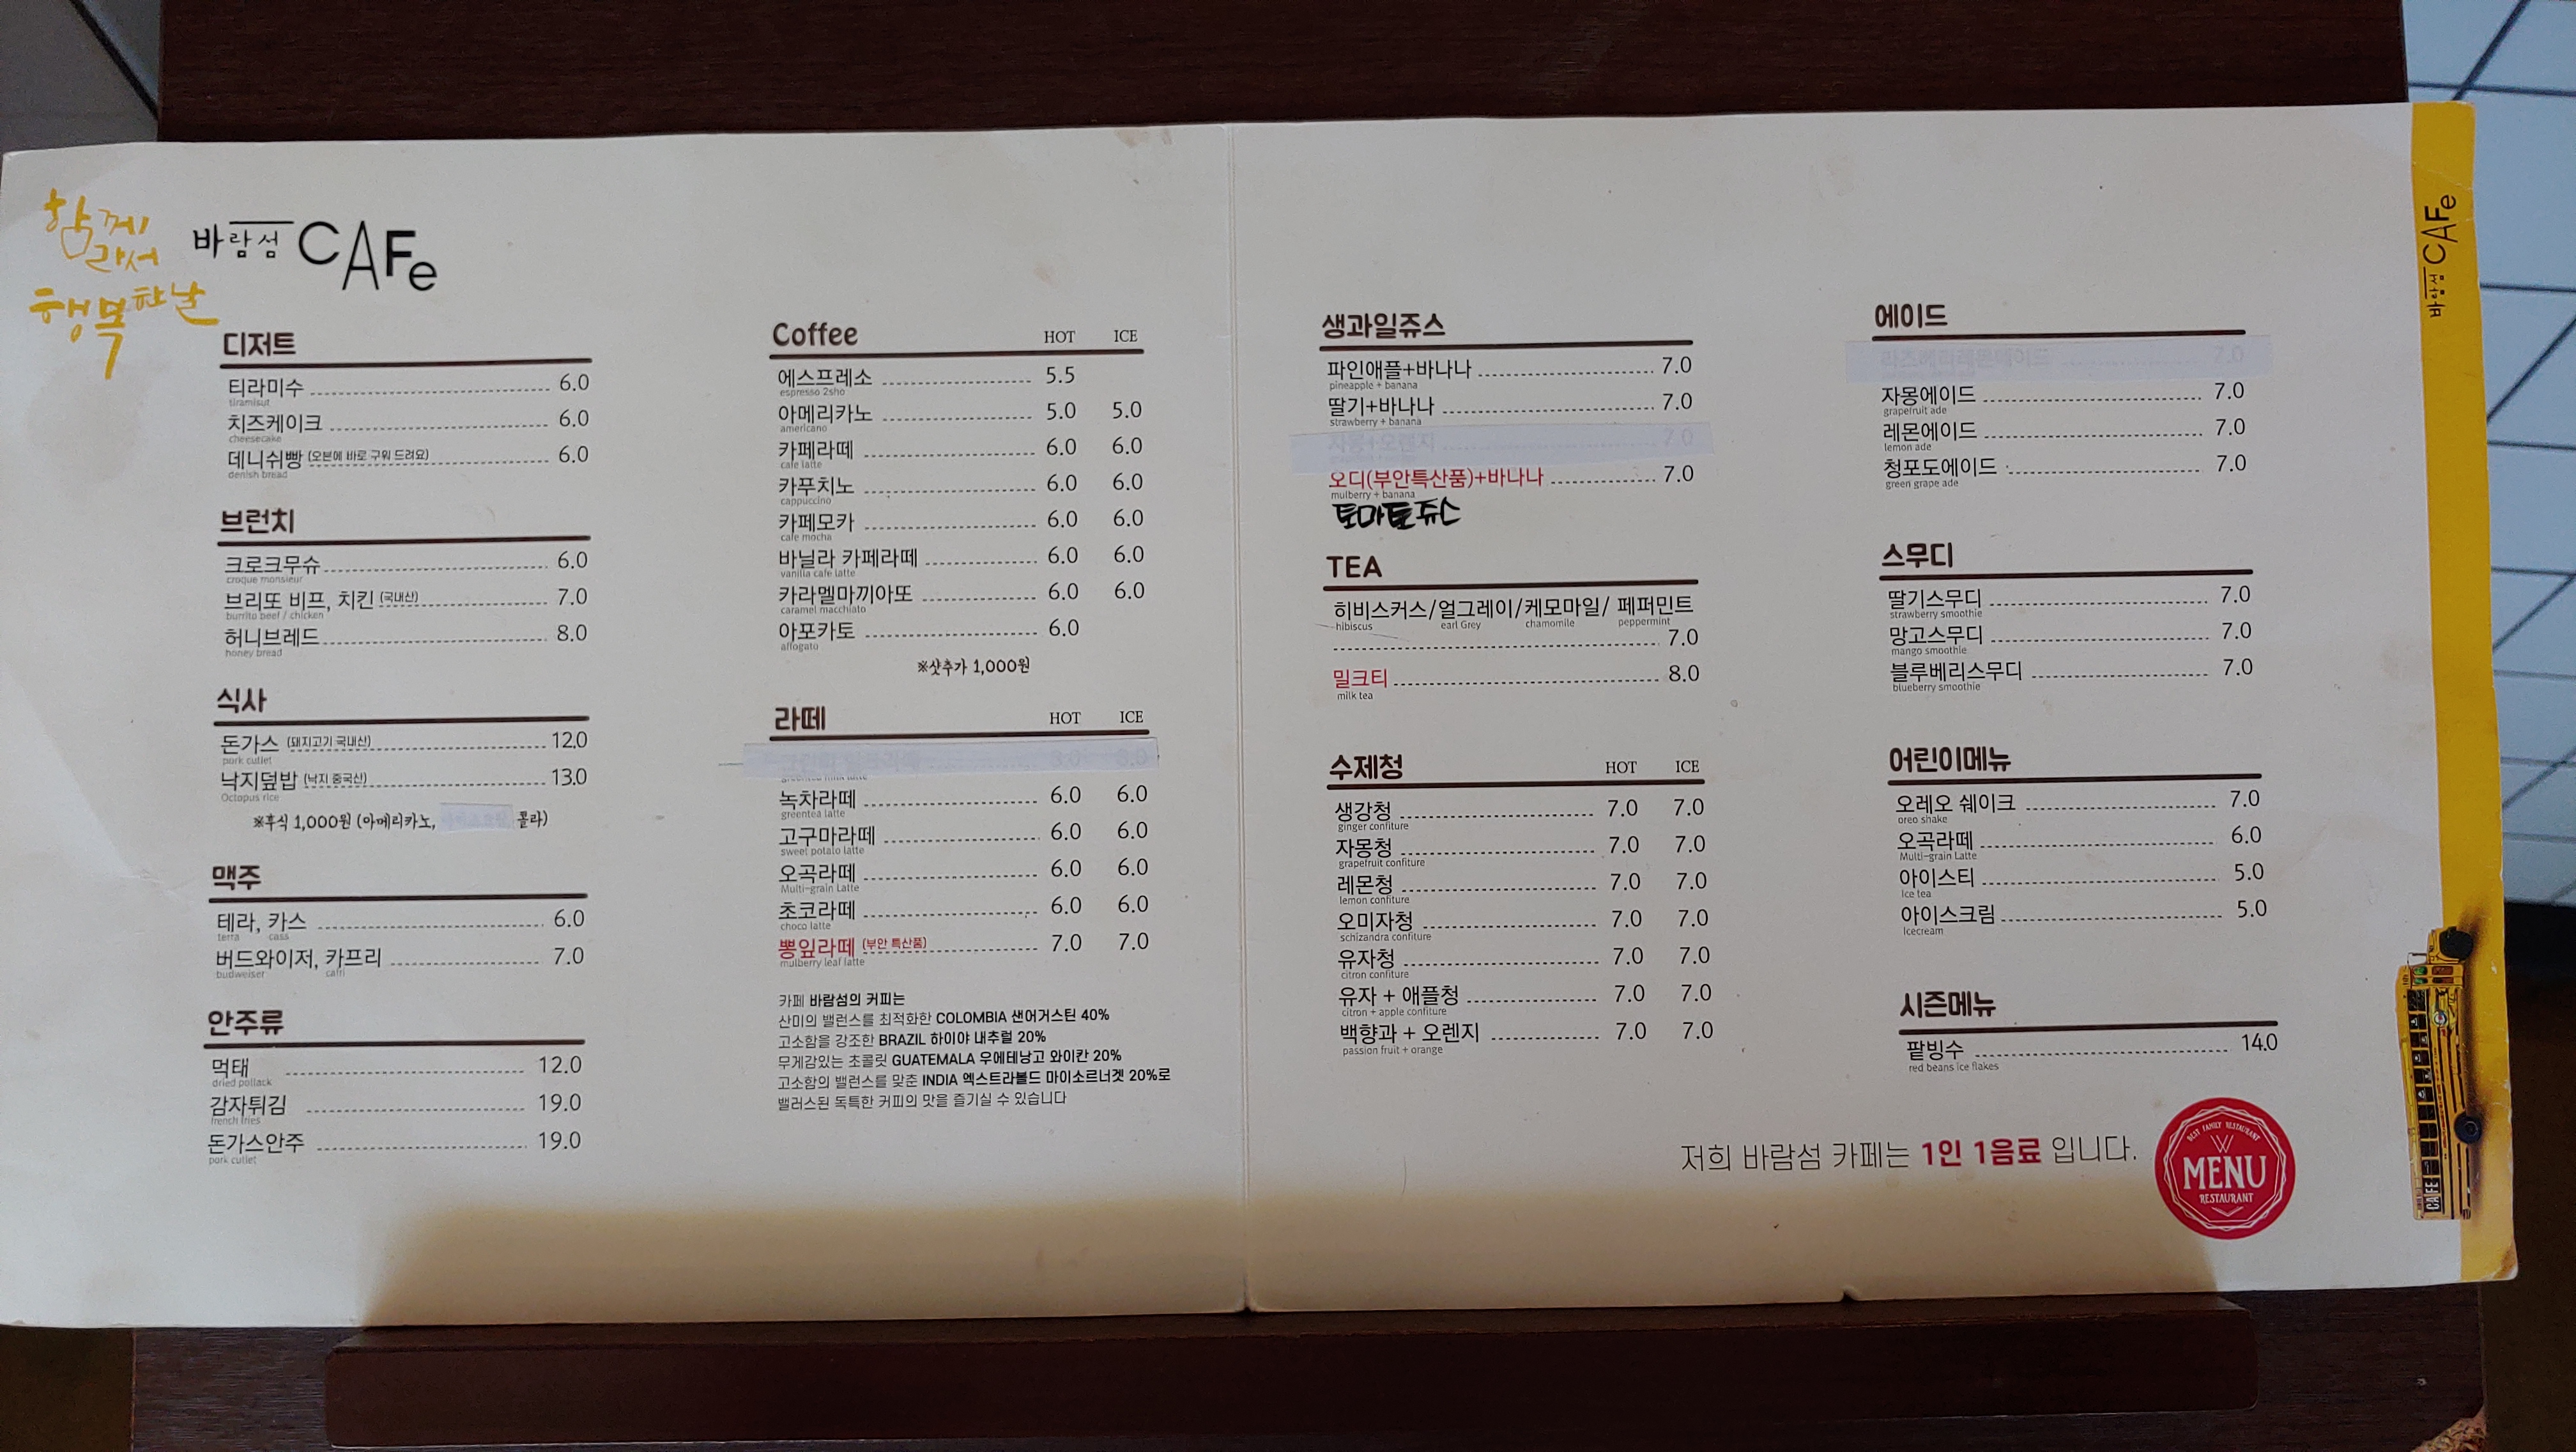 함께
라서
행복한날
바람섬 CAFe
디저트
티라미수 6.0
tiramisut
치즈케이크 6.0
cheesecake
데니쉬빵 (오븐에 바로 구워 드려요) 6.0
denish bread
브런치
크로크무슈 6.0
croque monsieur
브리또 비프, 치킨 (국내산) 7.0
burrito beef / chicken
허니브레드 8.0
honey bread
식사
돈가스 (돼지고기 국내산) 12.0
pork cutlet
낙지덮밥 (낙지 중국산) 13.0
Octopus rice
※후식 1,000원 (아메리카노, 콜라)
맥주
테라, 카스 6.0
terra cass
버드와이저, 카프리 7.0
budweiser cafri
안주류
먹태 12.0
dried pollack
감자튀김 19.0
french fries
돈가스안주 19.0
pork cutlet
Coffee HOT ICE
에스프레소 5.5
espresso 2sho
아메리카노 5.0 5.0
americano
카페라떼 6.0 6.0
cafe latte
카푸치노 6.0 6.0
cappuccino
카페모카 6.0 6.0
cafe mocha
바닐라 카페라떼 6.0 6.0
vanilla cafe latte
카라멜마끼아또 6.0 6.0
caramel macchiato
아포카토 6.0
affogato
※샷추가 1,000원
라떼 HOT ICE
녹차라떼 6.0 6.0
greentea latte
고구마라떼 6.0 6.0
sweet potato latte
오곡라떼 6.0 6.0
Multi-grain Latte
초코라떼 6.0 6.0
choco latte
뽕잎라떼 (부안 특산품) 7.0 7.0
mulberry leaf latte
카페 바람섬의 커피는
산미의 밸런스를 최적화한 COLOMBIA 샌어거스틴 40%
고소함을 강조한 BRAZIL 하이야 내추럴 20%
무게감있는 초콜릿 GUATEMALA 우에테낭고 와이칸 20%
고소함의 밸런스를 맞춘 INDIA 엑스트라볼드 마이소르너겟 20%로
밸러스된 독특한 커피의 맛을 즐기실 수 있습니다
생과일쥬스
파인애플+바나나 7.0
pineapple + banana
딸기+바나나 7.0
strawberry + banana
자몽+오렌지 7.0
오디(부안특산품)+바나나 7.0
mulberry + banana
토마토쥬스
TEA
히비스커스/얼그레이/케모마일/ 페퍼민트
hibiscus earl Grey chamomile peppermint
7.0
밀크티 8.0
milk tea
수제청 HOT ICE
생강청 7.0 7.0
ginger confiture
자몽청 7.0 7.0
grapefruit confiture
레몬청 7.0 7.0
lemon confiture
오미자청 7.0 7.0
schizandra confiture
유자청 7.0 7.0
citron confiture
유자 + 애플청 7.0 7.0
citron + apple confiture
백향과 + 오렌지 7.0 7.0
passion fruit + orange
에이드
7.0
자몽에이드 7.0
grapefruit ade
레몬에이드 7.0
lemon ade
청포도에이드 7.0
green grape ade
스무디
딸기스무디 7.0
strawberry smoothie
망고스무디 7.0
mango smoothie
블루베리스무디 7.0
blueberry smoothie
어린이메뉴
오레오 쉐이크 7.0
oreo shake
오곡라떼 6.0
Multi-grain Latte
아이스티 5.0
Ice tea
아이스크림 5.0
Icecream
시즌메뉴
팥빙수 14.0
red beans ice flakes
저희 바람섬 카페는 1인 1음료 입니다.
BEST FAMILY RESTAURANT
MENU
RESTAURANT
바람섬 CAFe
CAFE